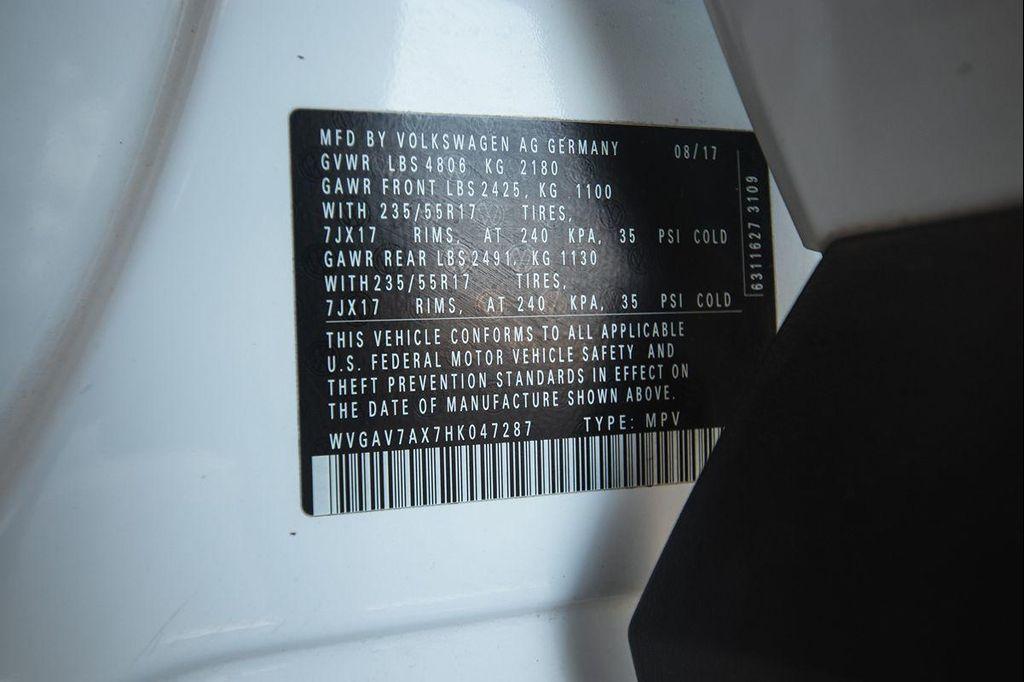 MFD BY VOLKSWAGEN AG GERMANY 08/17
GVWR LBS 4806 KG 2180
GAWR FRONT LBS 2425, KG 1100
WITH 235/55R17 TIRES,
7JX17 RIMS, AT 240 KPA, 35 PSI COLD
GAWR REAR LBS 2491, KG 1130
WITH 235/55R17 TIRES,
7JX17 RIMS, AT 240 KPA, 35 PSI COLD
6311627 3109
THIS VEHICLE CONFORMS TO ALL APPLICABLE
U.S. FEDERAL MOTOR VEHICLE SAFETY AND
THEFT PREVENTION STANDARDS IN EFFECT ON
THE DATE OF MANUFACTURE SHOWN ABOVE.
WVGAV7AX7HK047287 TYPE: MPV